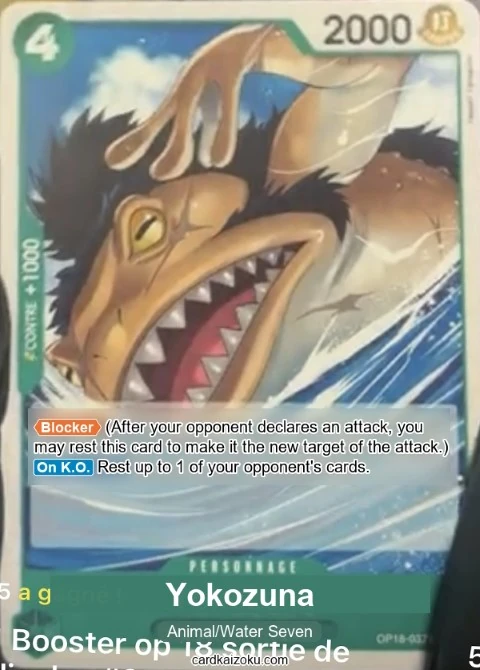 4
2000
CONTRE +1000
Blocker (After your opponent declares an attack, you
may rest this card to make it the new target of the attack.)
On K.O. Rest up to 1 of your opponent's cards.
PERSONNAGE
5 a g
Yokozuna
Animal/Water Seven
Booster op 18 sortie de
5
cardkaizoku.com